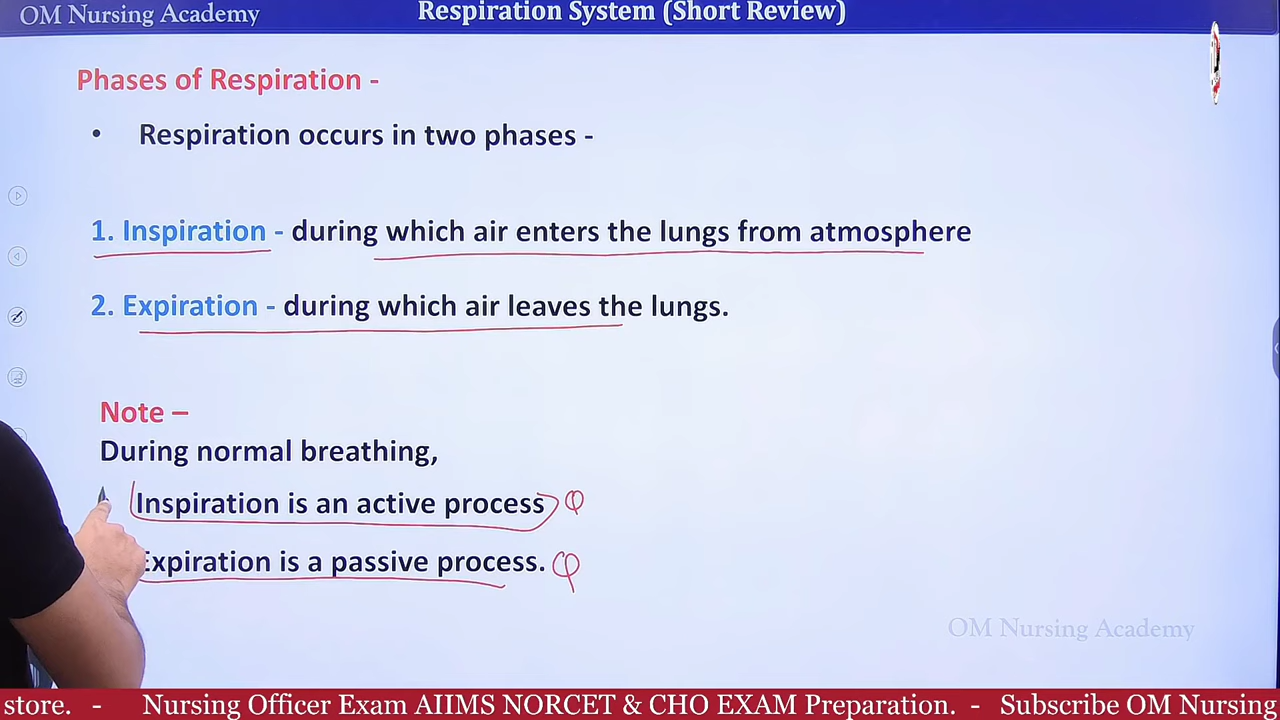 OM Nursing Academy
Respiration System (Short Review)
Phases of Respiration -
• Respiration occurs in two phases -
1. Inspiration - during which air enters the lungs from atmosphere
2. Expiration - during which air leaves the lungs.
Note –
During normal breathing,
Inspiration is an active process
Expiration is a passive process.
OM Nursing Academy
store. - Nursing Officer Exam AIIMS NORCET & CHO EXAM Preparation. - Subscribe OM Nursing